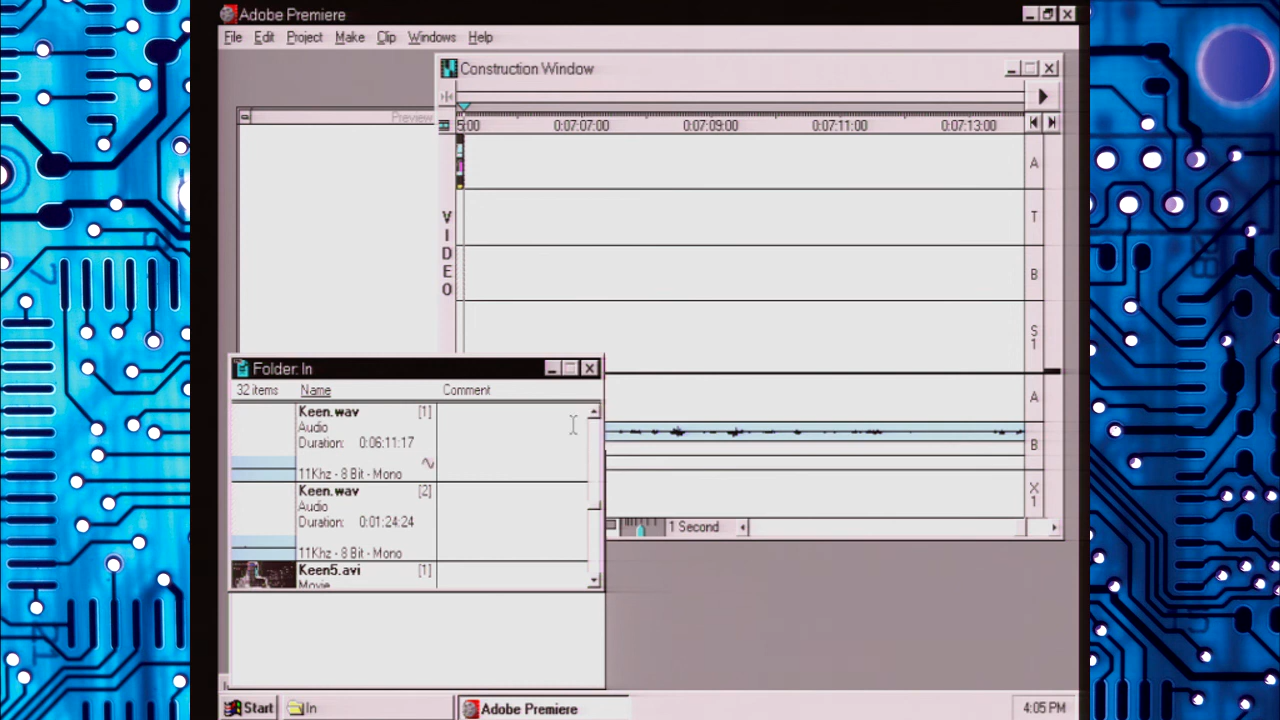 Adobe Premiere
File Edit Project Make Clip Windows Help
Construction Window
Preview
5:00 0:07:07:00 0:07:09:00 0:07:11:00 0:07:13:00
A
T
VIDEO
B
S
1
Folder: In
32 items Name Comment
Keen.wav [1]
Audio
Duration: 0:06:11:17
11Khz - 8 Bit - Mono
Keen.wav [2]
Audio
Duration: 0:01:24:24
11Khz - 8 Bit - Mono
Keen5.avi [1]
Movie
A
B
X
1
1 Second
Start In Adobe Premiere 4:05 PM